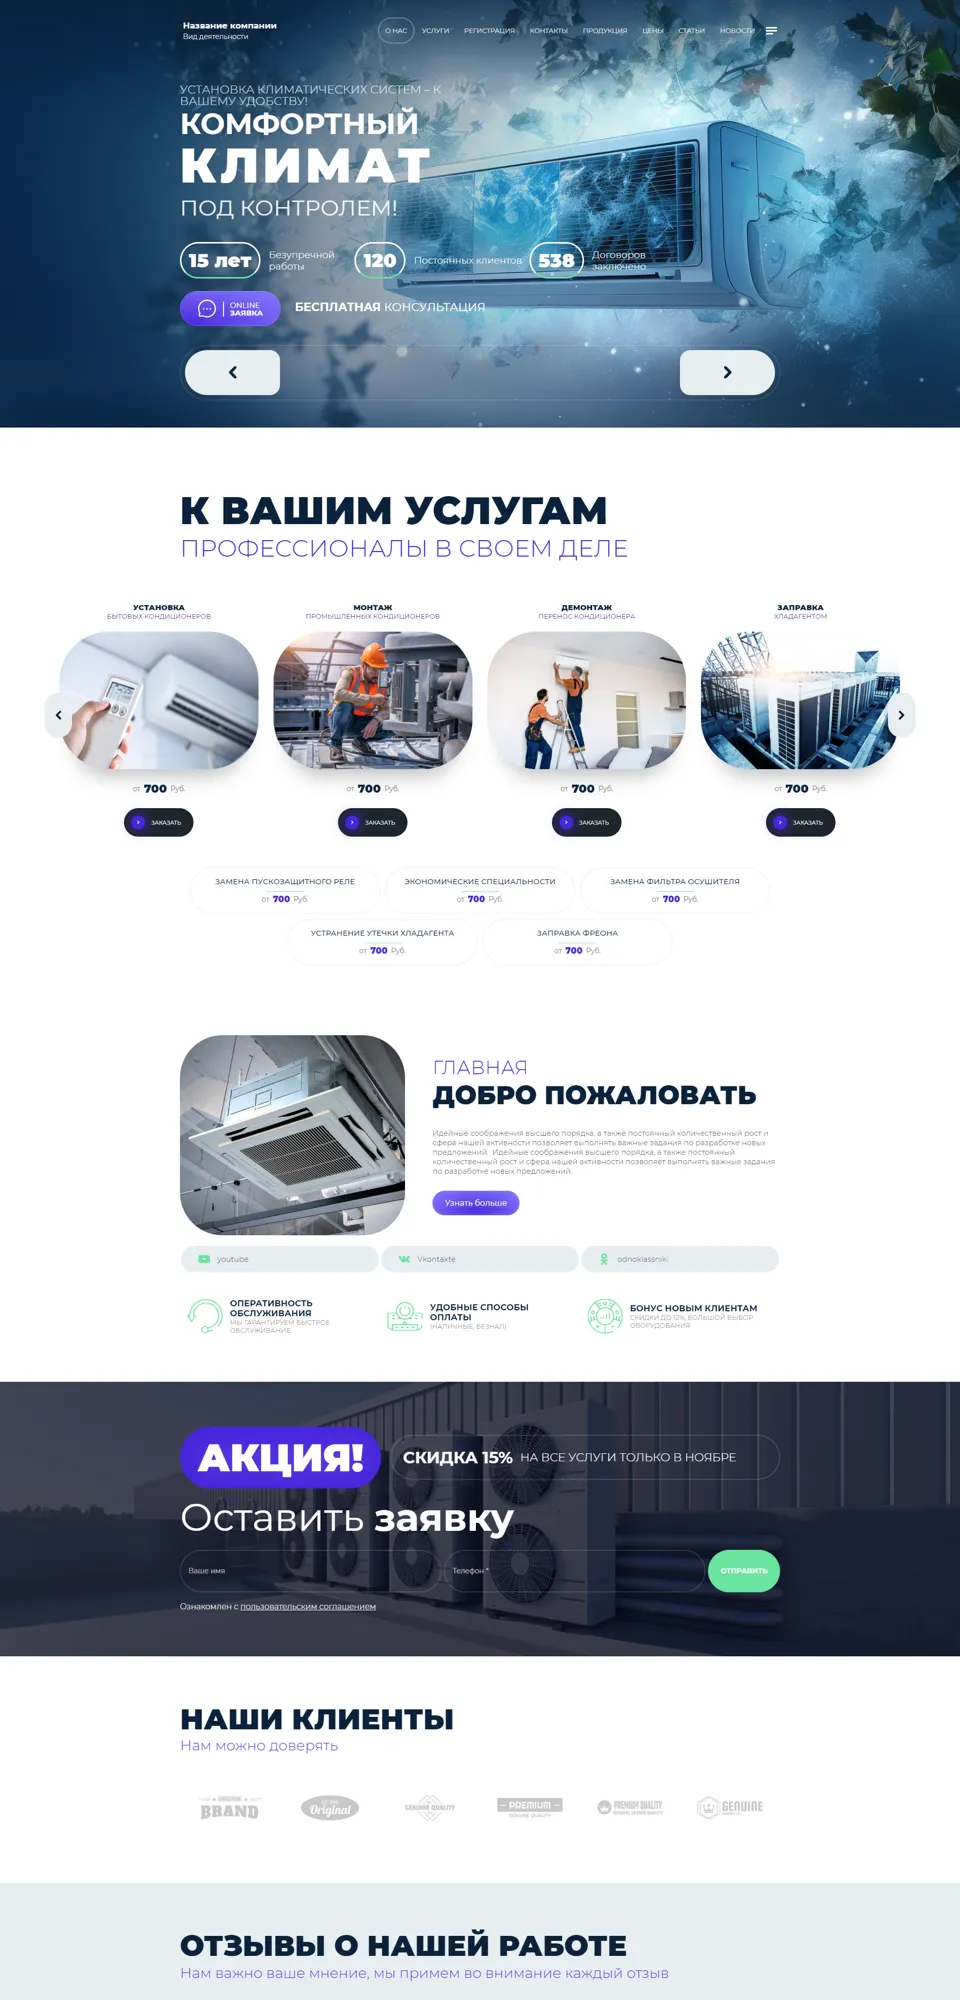 Название компании
Вид деятельности
О НАС
УСЛУГИ
РЕГИСТРАЦИЯ
КОНТАКТЫ
ПРОДУКЦИЯ
ЦЕНЫ
СТАТЬИ
НОВОСТИ
УСТАНОВКА КЛИМАТИЧЕСКИХ СИСТЕМ – К
ВАШЕМУ УДОБСТВУ!
КОМФОРТНЫЙ
КЛИМАТ
ПОД КОНТРОЛЕМ!
15 лет
Безупречной
работы
120
Постоянных клиентов
538
Договоров
заключено
ONLINE
ЗАЯВКА
БЕСПЛАТНАЯ КОНСУЛЬТАЦИЯ
К ВАШИМ УСЛУГАМ
ПРОФЕССИОНАЛЫ В СВОЕМ ДЕЛЕ
УСТАНОВКА
БЫТОВЫХ КОНДИЦИОНЕРОВ
от 700 Руб.
ЗАКАЗАТЬ
МОНТАЖ
ПРОМЫШЛЕННЫХ КОНДИЦИОНЕРОВ
от 700 Руб.
ЗАКАЗАТЬ
ДЕМОНТАЖ
ПЕРЕНОС КОНДИЦИОНЕРА
от 700 Руб.
ЗАКАЗАТЬ
ЗАПРАВКА
ХЛАДАГЕНТОМ
от 700 Руб.
ЗАКАЗАТЬ
ЗАМЕНА ПУСКОЗАЩИТНОГО РЕЛЕ
от 700 Руб.
ЭКОНОМИЧЕСКИЕ СПЕЦИАЛЬНОСТИ
от 700 Руб.
ЗАМЕНА ФИЛЬТРА ОСУШИТЕЛЯ
от 700 Руб.
УСТРАНЕНИЕ УТЕЧКИ ХЛАДАГЕНТА
от 700 Руб.
ЗАПРАВКА ФРЕОНА
от 700 Руб.
ГЛАВНАЯ
ДОБРО ПОЖАЛОВАТЬ
Идейные соображения высшего порядка, а также постоянный количественный рост и
сфера нашей активности позволяет выполнять важные задания по разработке новых
предложений. Идейные соображения высшего порядка, а также постоянный
количественный рост и сфера нашей активности позволяет выполнять важные задания
по разработке новых предложений.
Узнать больше
youtube
Vkontakte
odnoklassniki
ОПЕРАТИВНОСТЬ
ОБСЛУЖИВАНИЯ
МЫ ГАРАНТИРУЕМ БЫСТРОЕ
ОБСЛУЖИВАНИЕ
УДОБНЫЕ СПОСОБЫ
ОПЛАТЫ
(НАЛИЧНЫЕ, БЕЗНАЛ)
БОНУС НОВЫМ КЛИЕНТАМ
СКИДКИ ДО 12%, БОЛЬШОЙ ВЫБОР
ОБОРУДОВАНИЯ
АКЦИЯ!
СКИДКА 15% НА ВСЕ УСЛУГИ ТОЛЬКО В НОЯБРЕ
Оставить заявку
Ваше имя
Телефон *
ОТПРАВИТЬ
Ознакомлен с пользовательским соглашением
НАШИ КЛИЕНТЫ
Нам можно доверять
ORIGINAL
BRAND
Original
GENUINE QUALITY
PREMIUM
GENUINE QUALITY
PREMIUM QUALITY
GENUINE
ОТЗЫВЫ О НАШЕЙ РАБОТЕ
Нам важно ваше мнение, мы примем во внимание каждый отзыв